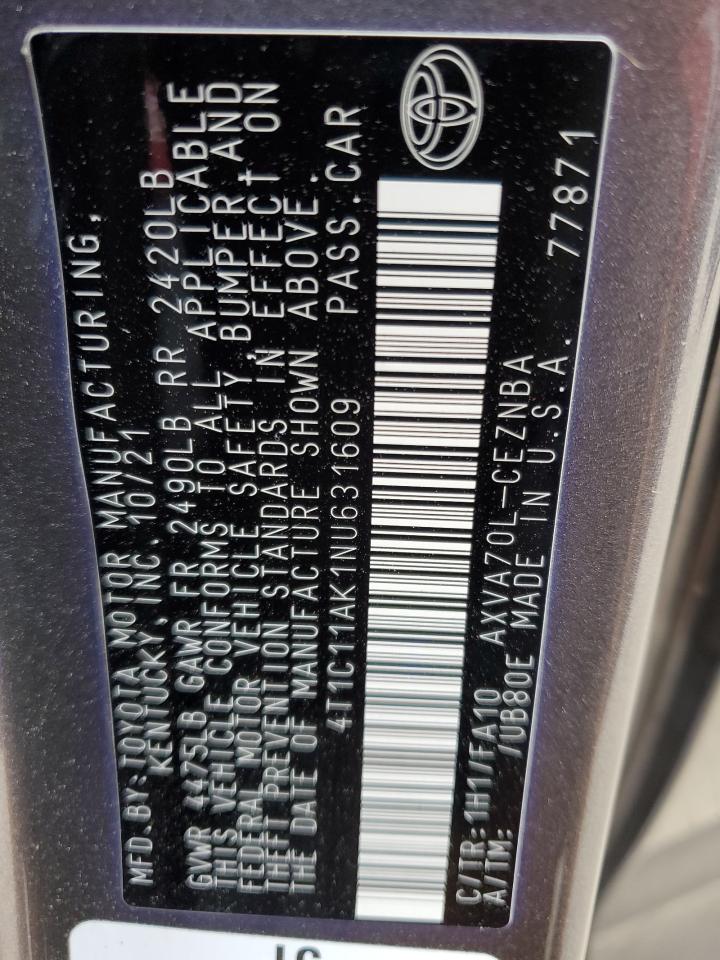 MFD.BY:TOYOTA MOTOR MANUFACTURING,
KENTUCKY, INC. 10/21
GVWR 4475LB GAWR FR 2490LB RR 2420LB
THIS VEHICLE CONFORMS TO ALL APPLICABLE
FEDERAL MOTOR VEHICLE SAFETY, BUMPER AND
THEFT PREVENTION STANDARDS IN EFFECT ON
THE DATE OF MANUFACTURE SHOWN ABOVE.
4T1C11AK1NU631609 PASS.CAR
C/TR:1H1/FA10 AXVA70L-CEZNBA
A/TM: /UB80E MADE IN U.S.A. 77871